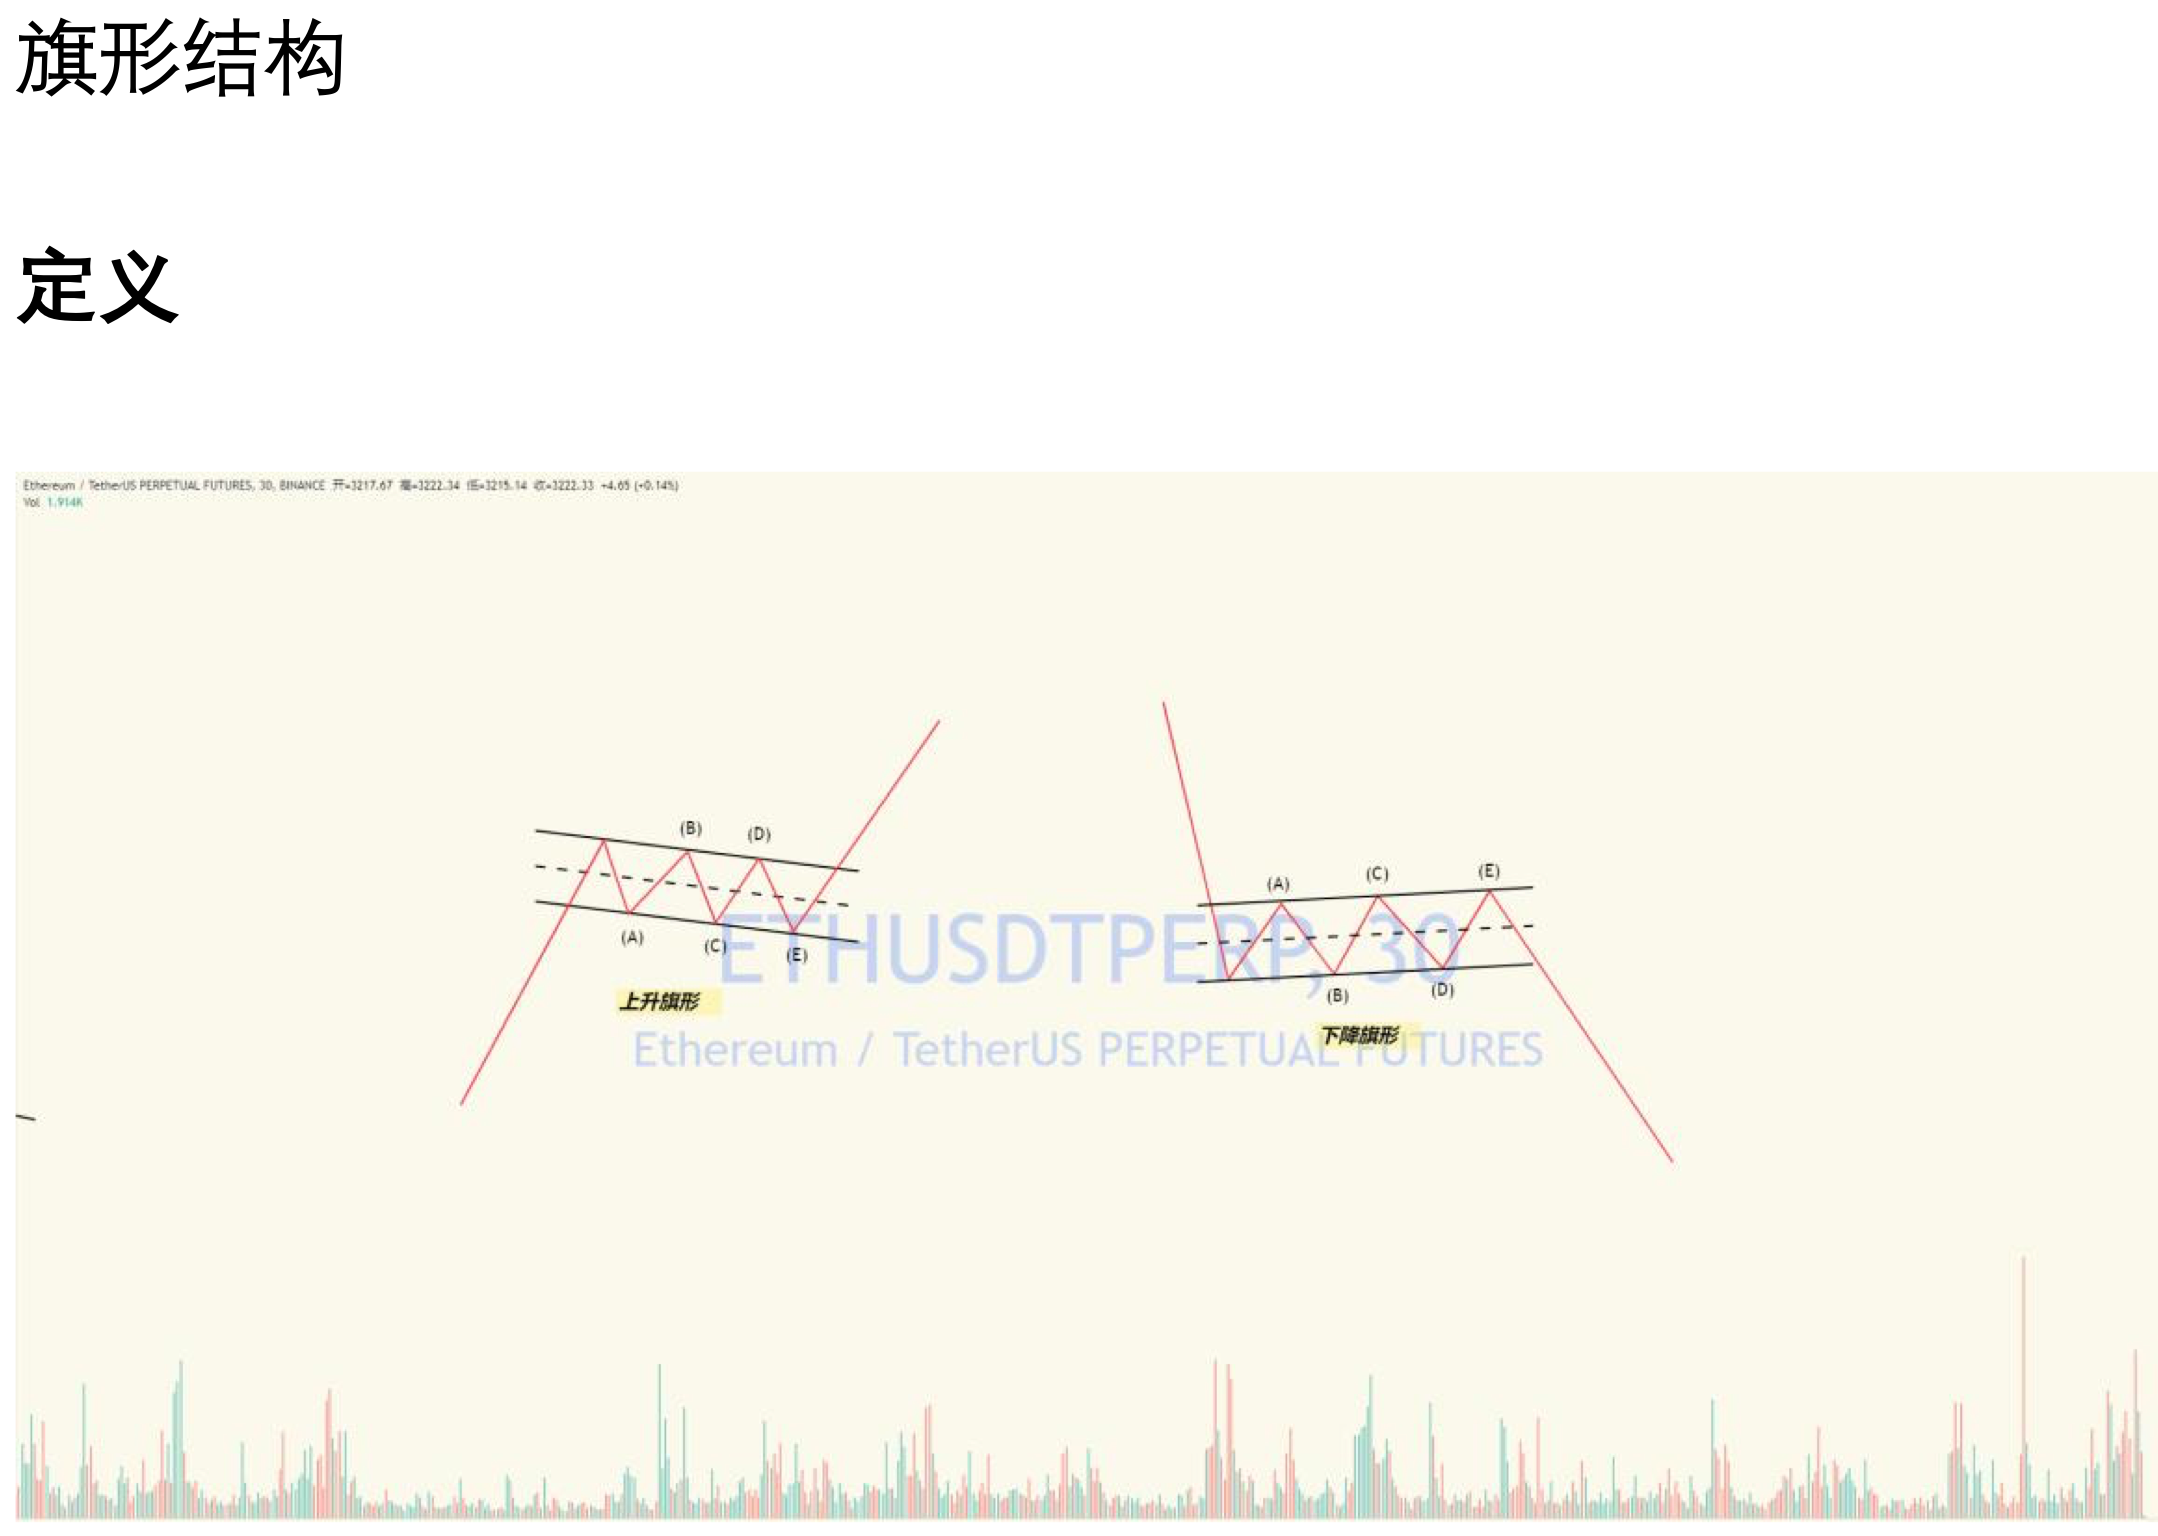 旗形结构
定义
Ethereum / TetherUS PERPETUAL FUTURES, 30, BINANCE 开=3217.67 高=3222.34 低=3215.14 收=3222.33 +4.65 (+0.14%)
Vol 1.914K
(B) (D)
(A) (C) (E)
上升旗形
(A) (C) (E)
(B) (D)
下降旗形
ETHUSDTPERP, 30
Ethereum / TetherUS PERPETUAL FUTURES